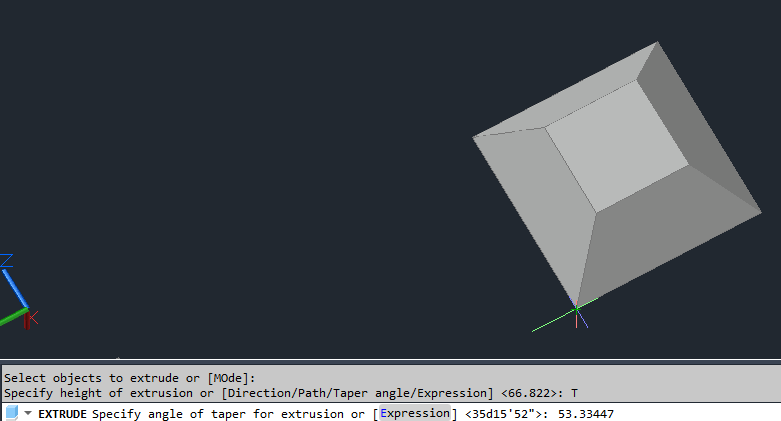 Z
X
Select objects to extrude or [MOde]:
Specify height of extrusion or [Direction/Path/Taper angle/Expression] <66.822>: T
EXTRUDE Specify angle of taper for extrusion or [Expression] <35d15'52">: 53.33447